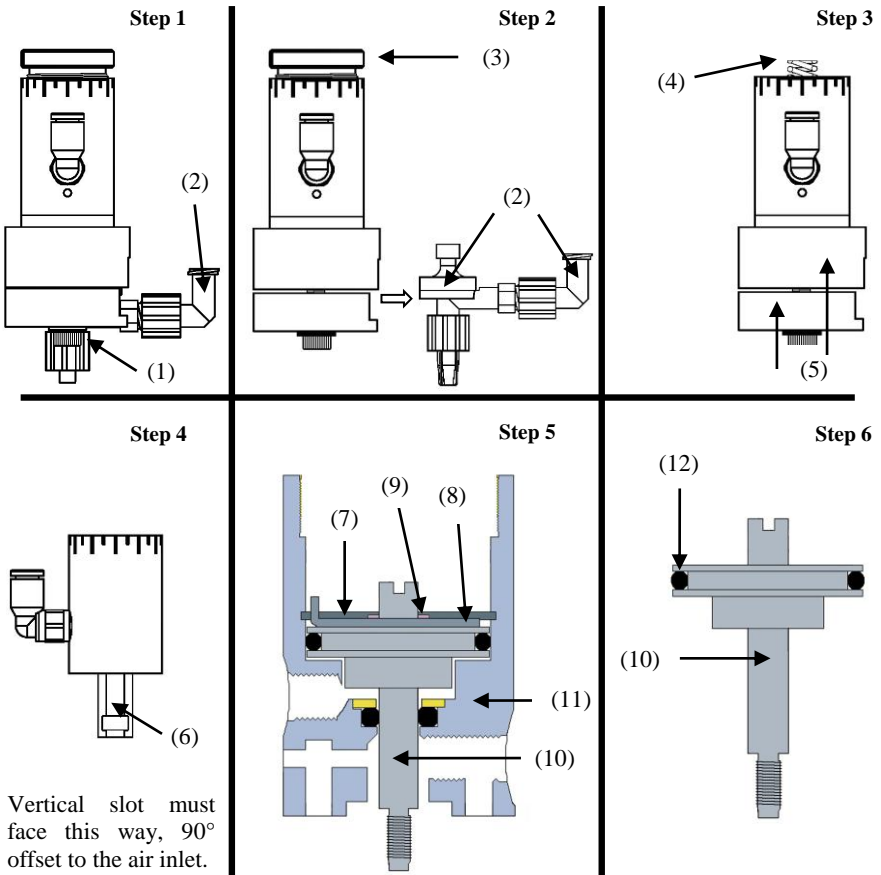 Step 1
(2)
(1)
Step 2
(3)
(2)
Step 3
(4)
(5)
Step 4
(6)
Vertical slot must
face this way, 90°
offset to the air inlet.
Step 5
(9)
(8)
(7)
(11)
(10)
Step 6
(12)
(10)